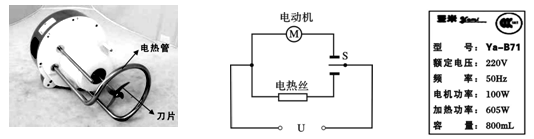 电热管
刀片
电动机
M
S
电热丝
U
型 号：Ya-B71
额定电压：220V
频 率：50Hz
电机功率：100W
加热功率：605W
容 量：800mL